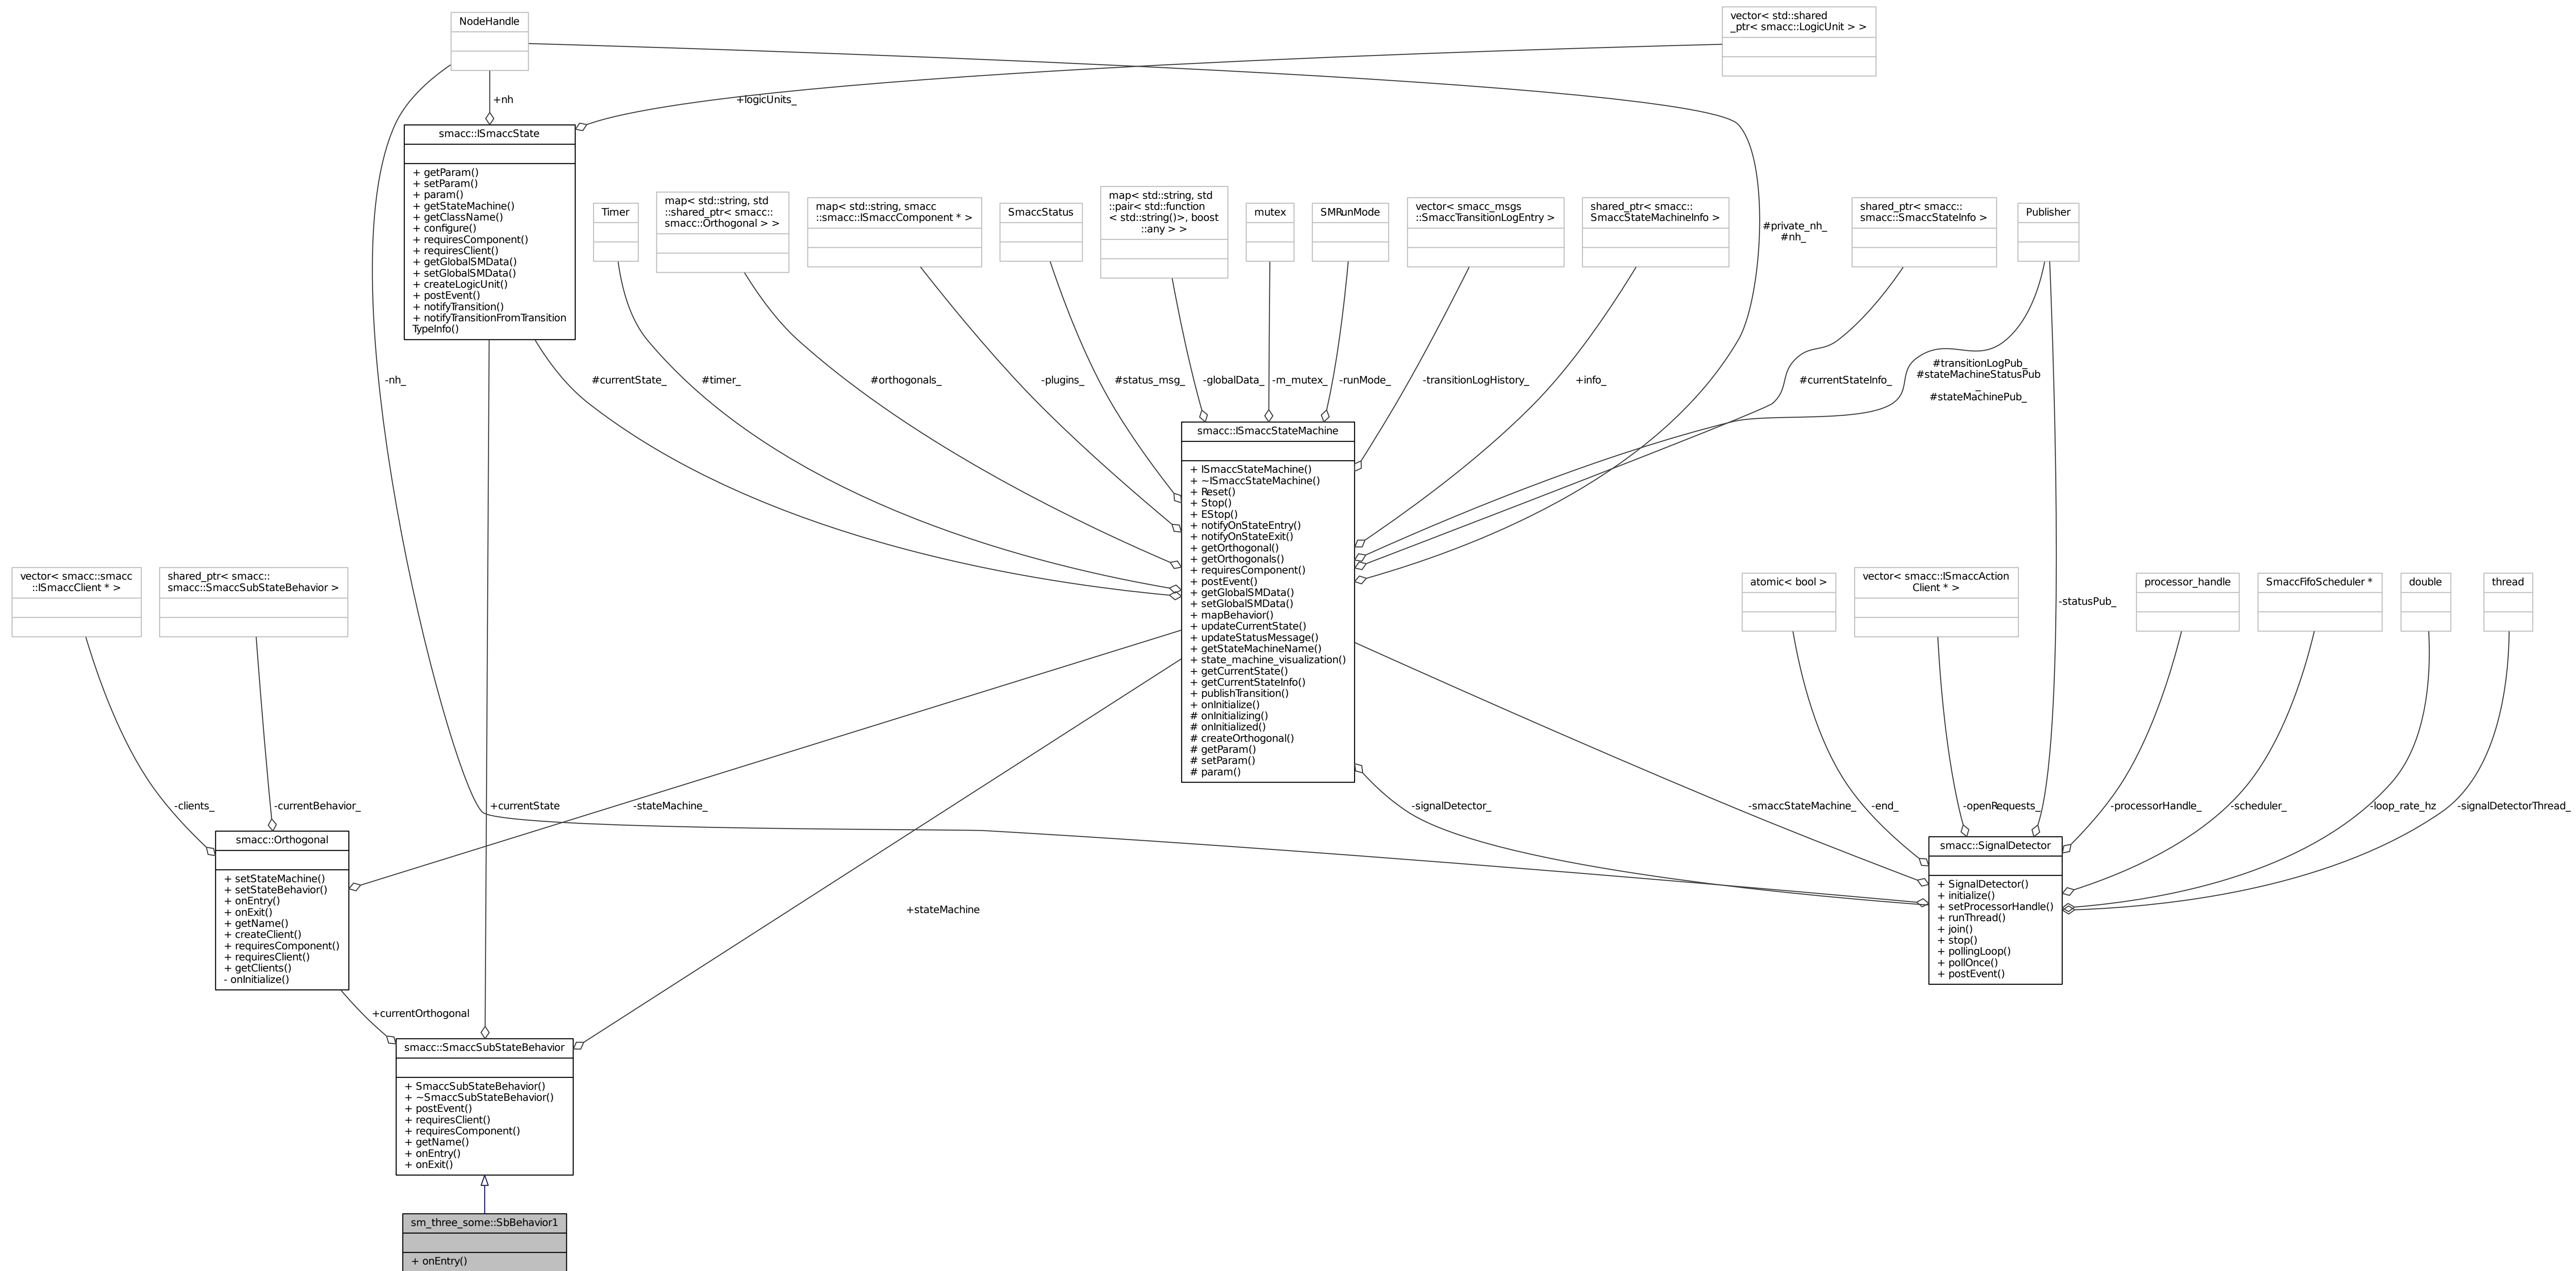 NodeHandle
vector< std::shared
_ptr< smacc::LogicUnit > >
+nh
+logicUnits_
smacc::ISmaccState
+ getParam()
+ setParam()
+ param()
+ getStateMachine()
+ getClassName()
+ configure()
+ requiresComponent()
+ requiresClient()
+ getGlobalSMData()
+ setGlobalSMData()
+ createLogicUnit()
+ postEvent()
+ notifyTransition()
+ notifyTransitionFromTransition
TypeInfo()
Timer
map< std::string, std
::shared_ptr< smacc::
smacc::Orthogonal > >
map< std::string, smacc
::smacc::ISmaccComponent * >
SmaccStatus
map< std::string, std
::pair< std::function
< std::string()>, boost
::any > >
mutex
SMRunMode
vector< smacc_msgs
::SmaccTransitionLogEntry >
shared_ptr< smacc::
SmaccStateMachineInfo >
#private_nh_
#nh_
shared_ptr< smacc::
smacc::SmaccStateInfo >
Publisher
-nh_
#currentState_
#timer_
#orthogonals_
-plugins_
#status_msg_
-globalData_
-m_mutex_
-runMode_
-transitionLogHistory_
+info_
#currentStateInfo_
#transitionLogPub_
#stateMachineStatusPub
_
#stateMachinePub_
smacc::ISmaccStateMachine
+ ISmaccStateMachine()
+ ~ISmaccStateMachine()
+ Reset()
+ Stop()
+ EStop()
+ notifyOnStateEntry()
+ notifyOnStateExit()
+ getOrthogonal()
+ getOrthogonals()
+ requiresComponent()
+ postEvent()
+ getGlobalSMData()
+ setGlobalSMData()
+ mapBehavior()
+ updateCurrentState()
+ updateStatusMessage()
+ getStateMachineName()
+ state_machine_visualization()
+ getCurrentState()
+ getCurrentStateInfo()
+ publishTransition()
+ onInitialize()
# onInitializing()
# onInitialized()
# createOrthogonal()
# getParam()
# setParam()
# param()
vector< smacc::smacc
::ISmaccClient * >
shared_ptr< smacc::
smacc::SmaccSubStateBehavior >
atomic< bool >
vector< smacc::ISmaccAction
Client * >
-statusPub_
processor_handle
SmaccFifoScheduler *
double
thread
-clients_
-currentBehavior_
+currentState
-stateMachine_
-signalDetector_
-smaccStateMachine_
-end_
-openRequests_
-processorHandle_
-scheduler_
-loop_rate_hz
-signalDetectorThread_
smacc::Orthogonal
+ setStateMachine()
+ setStateBehavior()
+ onEntry()
+ onExit()
+ getName()
+ createClient()
+ requiresComponent()
+ requiresClient()
+ getClients()
- onInitialize()
+stateMachine
smacc::SignalDetector
+ SignalDetector()
+ initialize()
+ setProcessorHandle()
+ runThread()
+ join()
+ stop()
+ pollingLoop()
+ pollOnce()
+ postEvent()
+currentOrthogonal
smacc::SmaccSubStateBehavior
+ SmaccSubStateBehavior()
+ ~SmaccSubStateBehavior()
+ postEvent()
+ requiresClient()
+ requiresComponent()
+ getName()
+ onEntry()
+ onExit()
sm_three_some::SbBehavior1
+ onEntry()